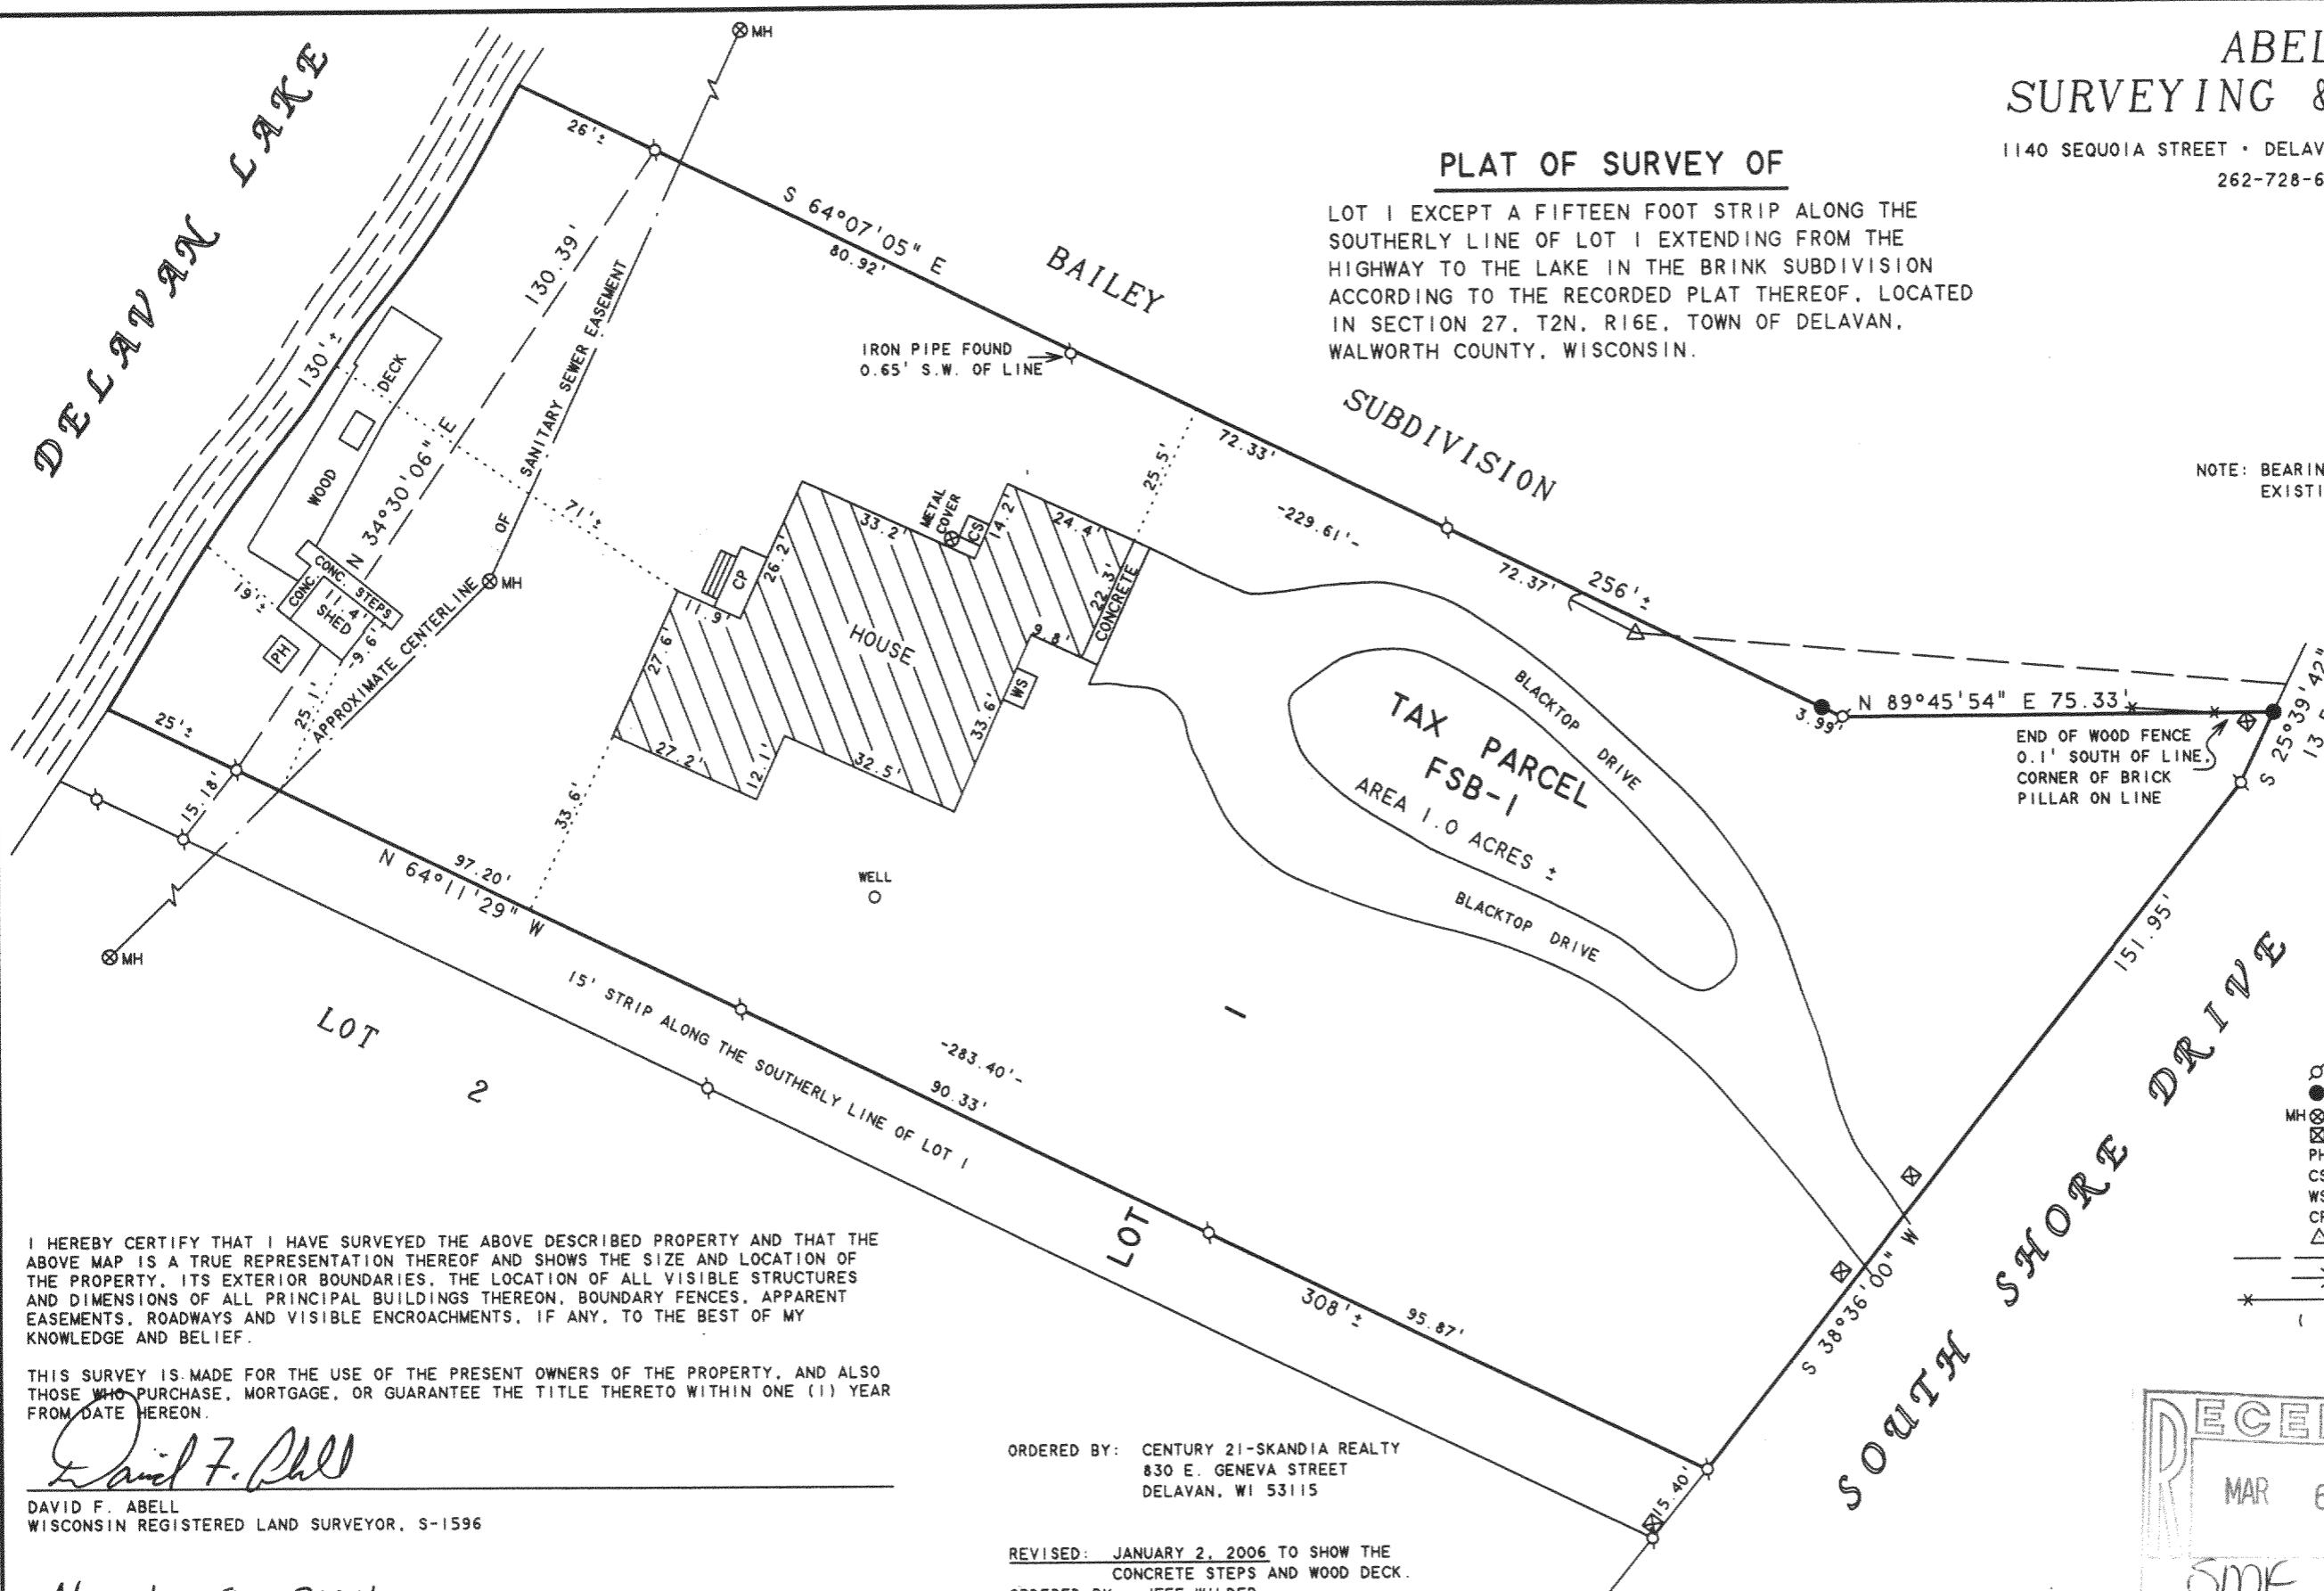 ABEL
SURVEYING &
1140 SEQUOIA STREET • DELAV
262-728-6
PLAT OF SURVEY OF
LOT 1 EXCEPT A FIFTEEN FOOT STRIP ALONG THE
SOUTHERLY LINE OF LOT 1 EXTENDING FROM THE
HIGHWAY TO THE LAKE IN THE BRINK SUBDIVISION
ACCORDING TO THE RECORDED PLAT THEREOF, LOCATED
IN SECTION 27, T2N, R16E, TOWN OF DELAVAN,
WALWORTH COUNTY, WISCONSIN.
NOTE: BEARIN
EXISTI
DELAVAN LAKE
MH
26'±
S 64°07'05" E
80.92'
BAILEY
SUBDIVISION
130.39'
N 34°30'06" E
130'±
SANITARY SEWER EASEMENT
OF
APPROXIMATE CENTERLINE
MH
IRON PIPE FOUND
0.65' S.W. OF LINE
WOOD DECK
71'±
19'±
CONC. STEPS
CONC.
11.4'
SHED
9.6'
PH
25.1'
25'±
15.18'
72.33'
25.5'
-229.61'-
72.37'
256'±
3.99'
N 89°45'54" E 75.33'
END OF WOOD FENCE
0.1' SOUTH OF LINE,
CORNER OF BRICK
PILLAR ON LINE
S 25°39'42"
METAL
COVER
CS
33.2'
14.2'
24.4'
22.3'
CONCRETE
CP
26.2'
11.9'
27.6'
HOUSE
9.8'
WS
33.6'
27.2'
12.1'
32.5'
33.6'
BLACKTOP DRIVE
TAX PARCEL
FSB-1
AREA 1.0 ACRES ±
BLACKTOP DRIVE
WELL
97.20'
N 64°11'29" W
MH
LOT
2
15' STRIP ALONG THE SOUTHERLY LINE OF LOT 1
-283.40'-
90.33'
LOT 1
308'±
95.87'
151.95'
S 38°36'00" W
15.40'
SOUTH SHORE DRIVE
MH
PH
CS
WS
I HEREBY CERTIFY THAT I HAVE SURVEYED THE ABOVE DESCRIBED PROPERTY AND THAT THE
ABOVE MAP IS A TRUE REPRESENTATION THEREOF AND SHOWS THE SIZE AND LOCATION OF
THE PROPERTY, ITS EXTERIOR BOUNDARIES, THE LOCATION OF ALL VISIBLE STRUCTURES
AND DIMENSIONS OF ALL PRINCIPAL BUILDINGS THEREON, BOUNDARY FENCES, APPARENT
EASEMENTS, ROADWAYS AND VISIBLE ENCROACHMENTS, IF ANY, TO THE BEST OF MY
KNOWLEDGE AND BELIEF.
THIS SURVEY IS MADE FOR THE USE OF THE PRESENT OWNERS OF THE PROPERTY, AND ALSO
THOSE WHO PURCHASE, MORTGAGE, OR GUARANTEE THE TITLE THERETO WITHIN ONE (1) YEAR
FROM DATE HEREON.
David F. Abell
DAVID F. ABELL
WISCONSIN REGISTERED LAND SURVEYOR, S-1596
ORDERED BY: CENTURY 21-SKANDIA REALTY
830 E. GENEVA STREET
DELAVAN, WI 53115
REVISED: JANUARY 2, 2006 TO SHOW THE
CONCRETE STEPS AND WOOD DECK.
ORDERED BY: JEFF WILDER
RECEI
MAR 6